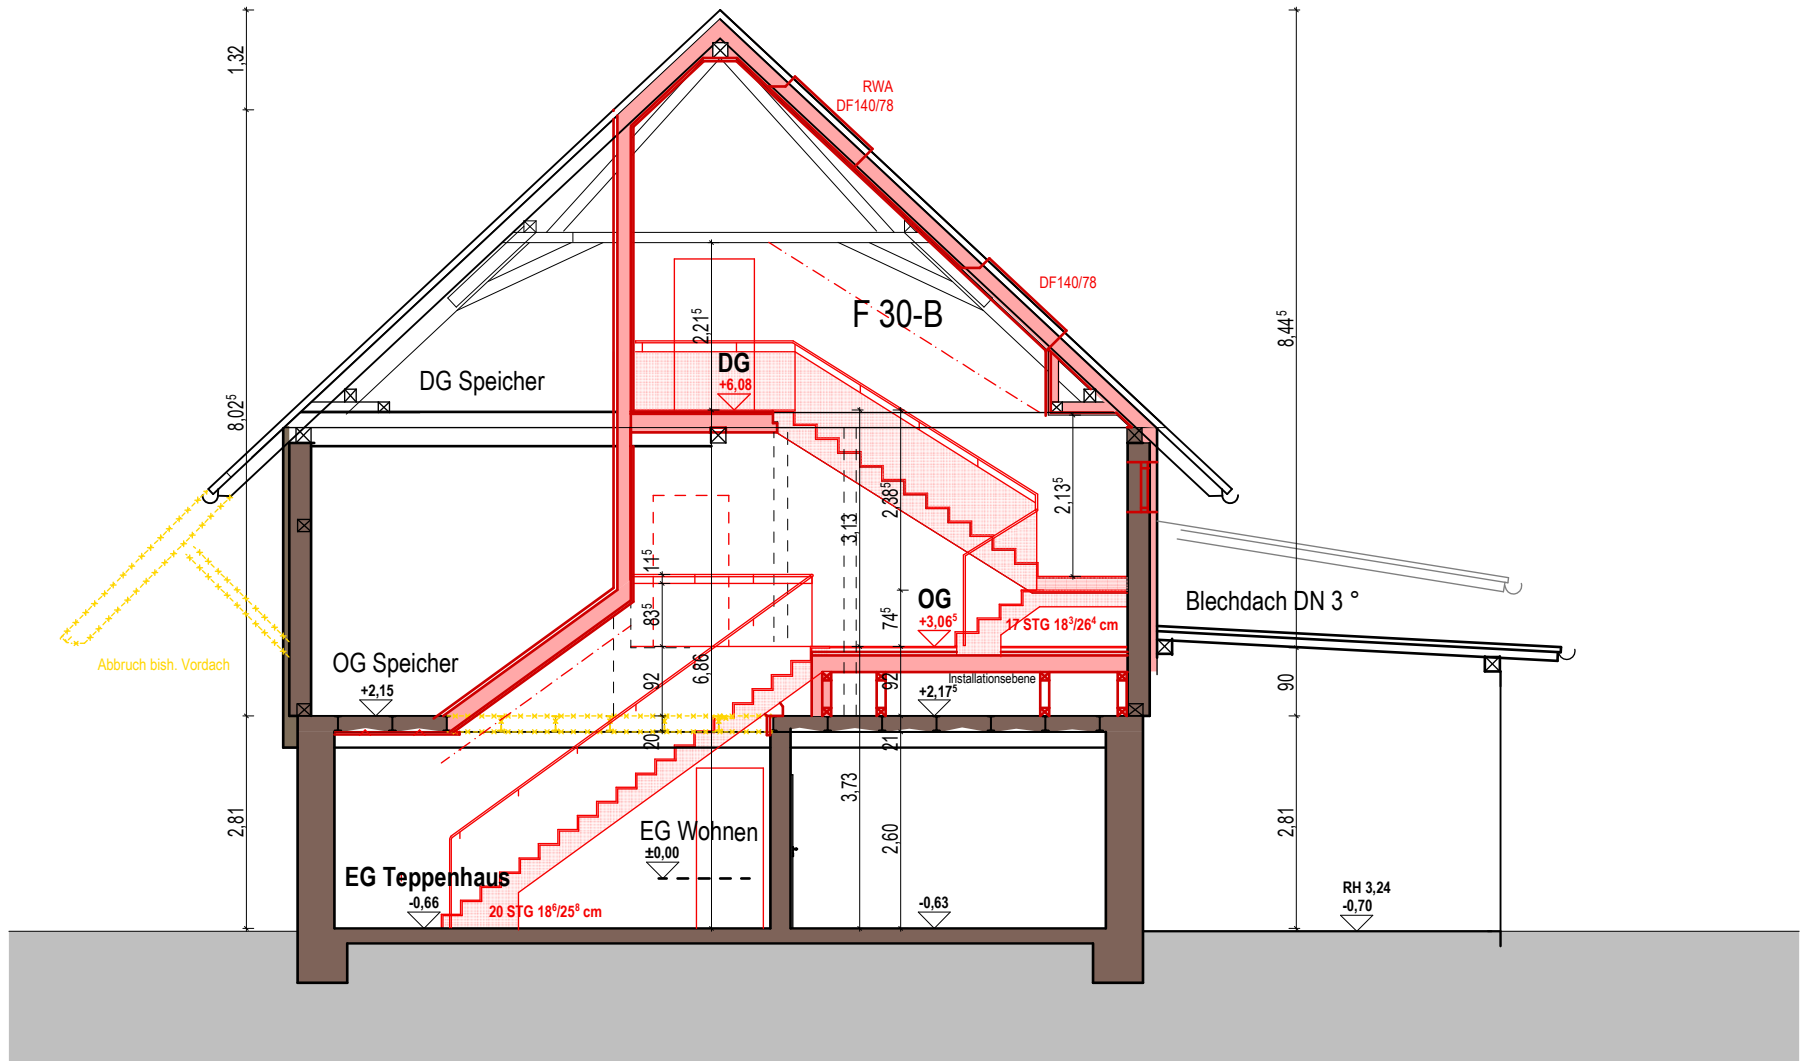 1,32
RWA
DF140/78
DF140/78
8,44⁵
F 30-B
2,21⁵
DG
+6,08
DG Speicher
8,02⁵
2,38⁵
3,13
2,13⁵
11⁵
83⁵
74⁵
OG
+3,06⁵
17 STG 18³/26⁴ cm
Blechdach DN 3 °
Abbruch bish. Vordach
OG Speicher
+2,15
92
6,86
92
Installationsebene
+2,17⁵
90
20
21
2,81
3,73
2,60
2,81
EG Wohnen
±0,00
EG Teppenhaus
-0,66
20 STG 18⁶/25⁸ cm
-0,63
RH 3,24
-0,70